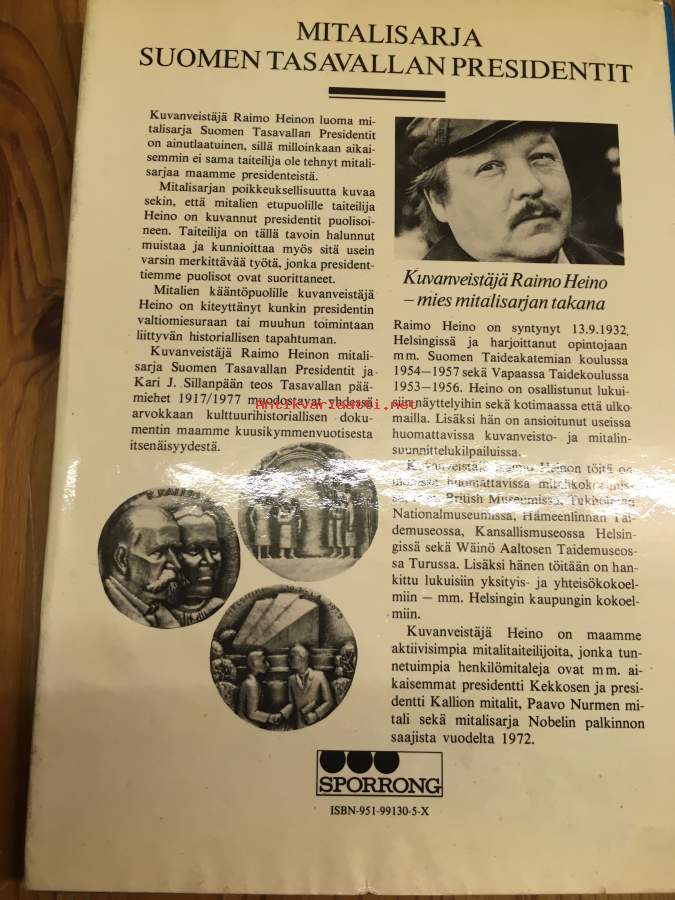 MITALISARJA
SUOMEN TASAVALLAN PRESIDENTIT
Kuvanveistäjä Raimo Heinon luoma mi-
talisarja Suomen Tasavallan Presidentit
on ainutlaatuinen, sillä milloinkaan aikai-
semmin ei sama taiteilija ole tehnyt mitali-
sarjaa maamme presidenteistä.
Mitalisarjan poikkeuksellisuutta kuvaa
sekin, että mitalien etupuolille taiteilija
Heino on kuvannut presidentit puolisoi-
neen. Taiteilija on tällä tavoin halunnut
muistaa ja kunnioittaa myös sitä usein
varsin merkittävää työtä, jonka president-
tiemme puolisot ovat suorittaneet.
Mitalien kääntöpuolille kuvanveistäjä
Heino on kiteyttänyt kunkin presidentin
valtiomiesuraan tai muuhun toimintaan
liittyvän historiallisen tapahtuman.
Kuvanveistäjä Raimo Heinon mitali-
sarja Suomen Tasavallan Presidentit ja
Kari J. Sillanpään teos Tasavallan pää-
miehet 1917/1977 muodostavat yhdessä
arvokkaan kulttuurihistoriallisen doku-
mentin maamme kuusikymmenvuotisesta
itsenäisyydestä.
Kuvanveistäjä Raimo Heino
– mies mitalisarjan takana
Raimo Heino on syntynyt 13.9.1932
Helsingissä ja harjoittanut opintojaan
mm. Suomen Taideakatemian koulussa
1954–1957 sekä Vapaassa Taidekoulussa
1953–1956. Heino on osallistunut lukui-
siin näyttelyihin sekä kotimaassa että ulko-
mailla. Lisäksi hän on ansioitunut useissa
huomattavissa kuvanveisto- ja mitalin-
suunnittelukilpailuissa.
Heinon töitä on
huomattavissa
British Museumissa,
Nationalmuseumissa, Hämeenlinnan Tai-
demuseossa, Kansallismuseossa Helsin-
gissä sekä Wäinö Aaltosen Taidemuseos-
sa Turussa. Lisäksi hänen töitään on han-
kittu lukuisiin yksityis- ja yhteisökokoel-
miin – mm. Helsingin kaupungin kokoel-
miin.
Kuvanveistäjä Heino on maamme
aktiivisimpia mitalitaiteilijoita, jonka tun-
netuimpia henkilömitaleja ovat mm. ai-
kaisemmat presidentti Kekkosen ja presi-
dentti Kallion mitalit, Paavo Nurmen mi-
tali sekä mitalisarja Nobelin palkinnon
saajista vuodelta 1972.
SPORRONG
ISBN-951-99130-5-X